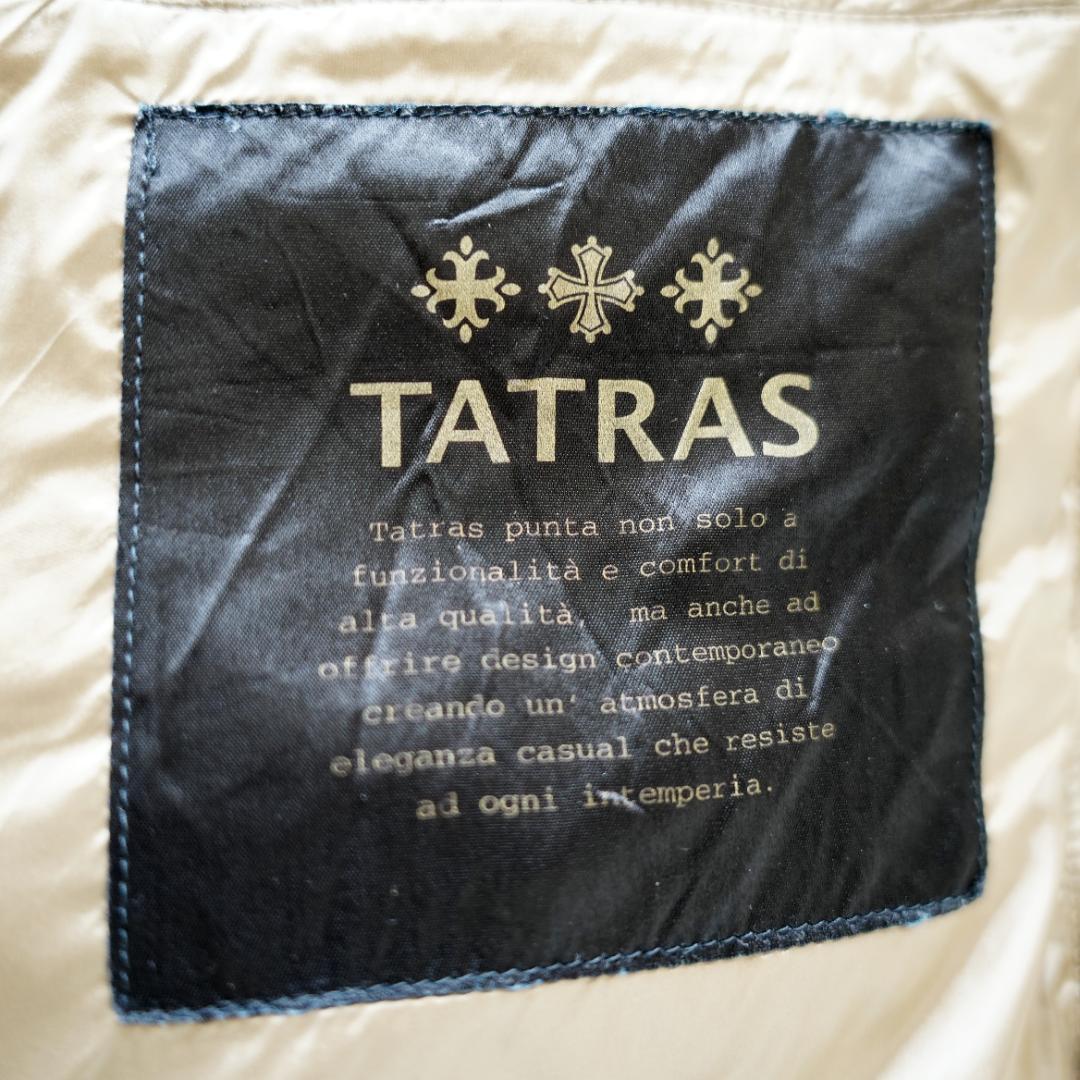 TATRAS
Tatras punta non solo a
funzionalità e comfort di
alta qualità, ma anche ad
offrire design contemporaneo
creando un' atmosfera di
eleganza casual che resiste
ad ogni intemperia.